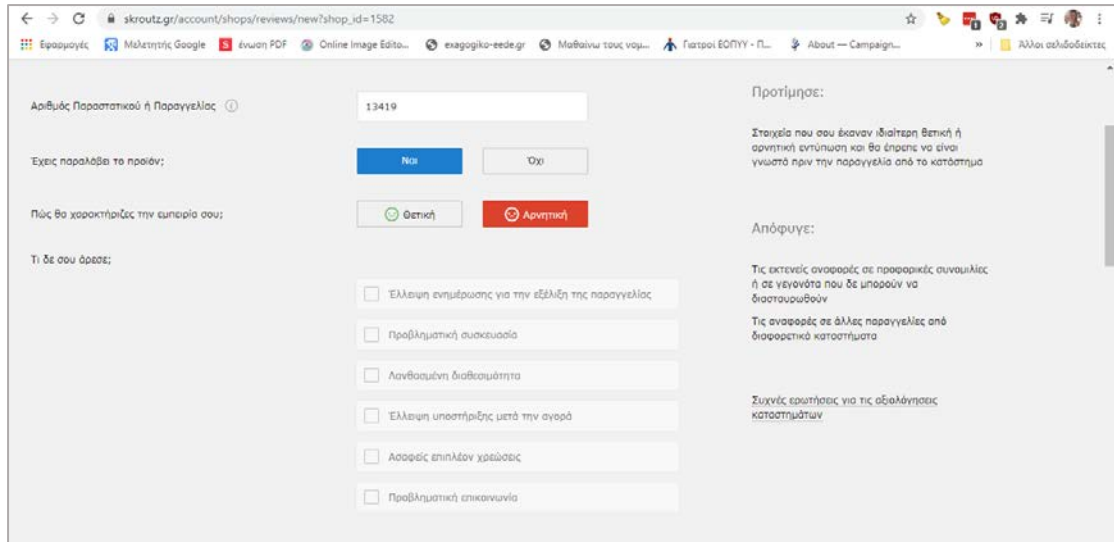 skroutz.gr/account/shops/reviews/new?shop_id=1582
Εφαρμογές Μελετητής Google ένωση PDF Online Image Edito... exagogiko-eede.gr Μαθαίνω τους νομ... Γιατροί ΕΟΠΥΥ - Π... About — Campaign... » Άλλοι σελιδοδείκτες
Αριθμός Παραστατικού ή Παραγγελίας
13419
Έχεις παραλάβει το προϊόν;
Ναι
Όχι
Πώς θα χαρακτήριζες την εμπειρία σου;
Θετική
Αρνητική
Τι δε σου άρεσε;
Έλλειψη ενημέρωσης για την εξέλιξη της παραγγελίας
Προβληματική συσκευασία
Λανθασμένη διαθεσιμότητα
Έλλειψη υποστήριξης μετά την αγορά
Ασαφείς επιπλέον χρεώσεις
Προβληματική επικοινωνία
Προτίμησε:
Στοιχεία που σου έκαναν ιδιαίτερη θετική ή
αρνητική εντύπωση και θα έπρεπε να είναι
γνωστά πριν την παραγγελία από το κατάστημα
Απόφυγε:
Τις εκτενείς αναφορές σε προφορικές συνομιλίες
ή σε γεγονότα που δε μπορούν να
διασταυρωθούν
Τις αναφορές σε άλλες παραγγελίες από
διαφορετικά καταστήματα
Συχνές ερωτήσεις για τις αξιολογήσεις
καταστημάτων